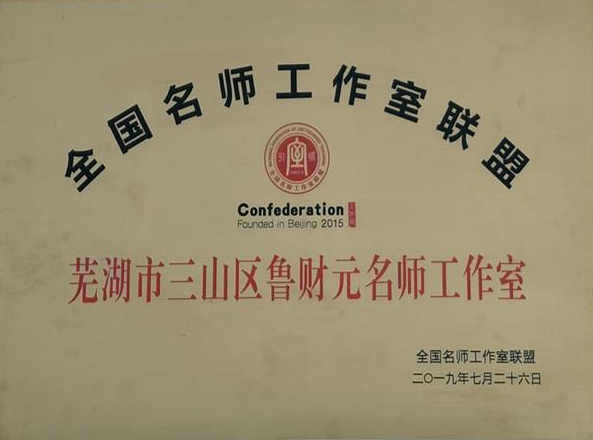 全国名师工作室联盟
Confederation
Founded in Beijing 2015
芜湖市三山区鲁财元名师工作室
全国名师工作室联盟
二〇一九年七月二十六日